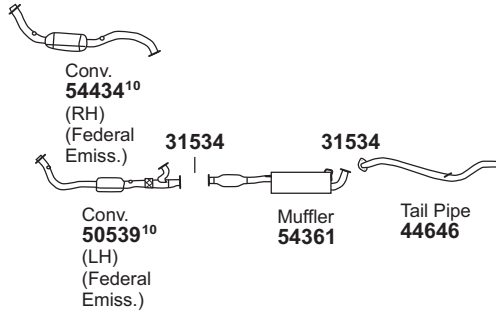 Conv.
54434¹⁰
(RH)
(Federal
Emiss.)
31534
31534
Conv.
50539¹⁰
(LH)
(Federal
Emiss.)
Muffler
54361
Tail Pipe
44646